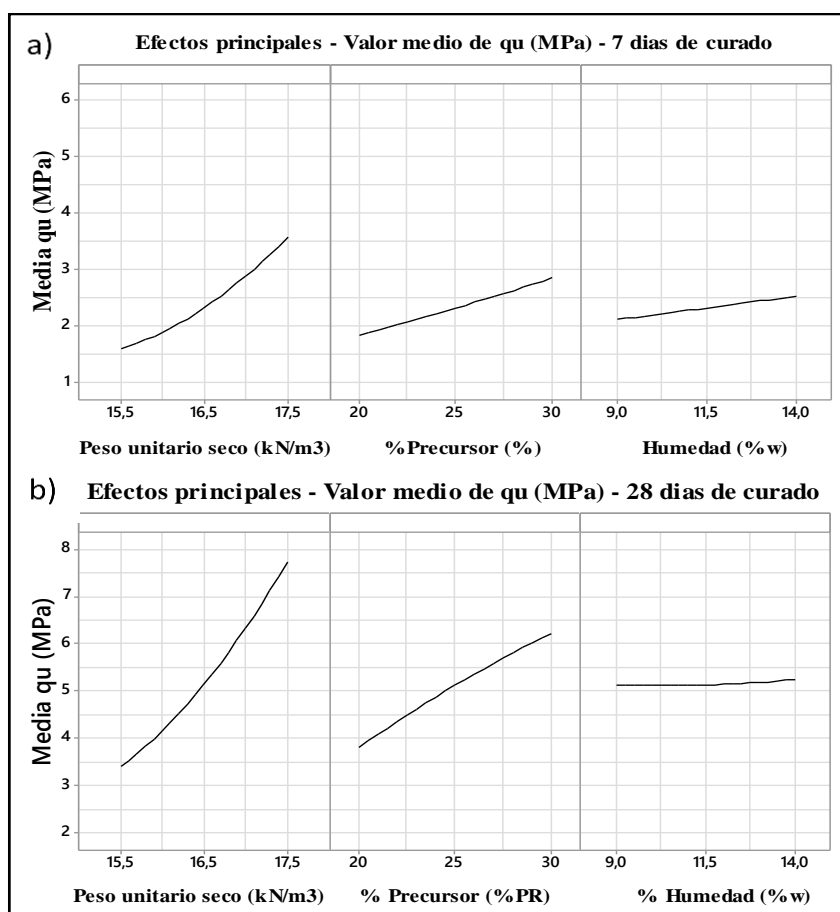 a)
Efectos principales - Valor medio de qu (MPa) - 7 dias de curado
Media qu (MPa)
6
5
4
3
2
1
15,5 16,5 17,5 20 25 30 9,0 11,5 14,0
Peso unitario seco (kN/m3) %Precursor (%) Humedad (%w)
b)
Efectos principales - Valor medio de qu (MPa) - 28 dias de curado
Media qu (MPa)
8
7
6
5
4
3
2
15,5 16,5 17,5 20 25 30 9,0 11,5 14,0
Peso unitario seco (kN/m3) % Precursor (%PR) % Humedad (%w)